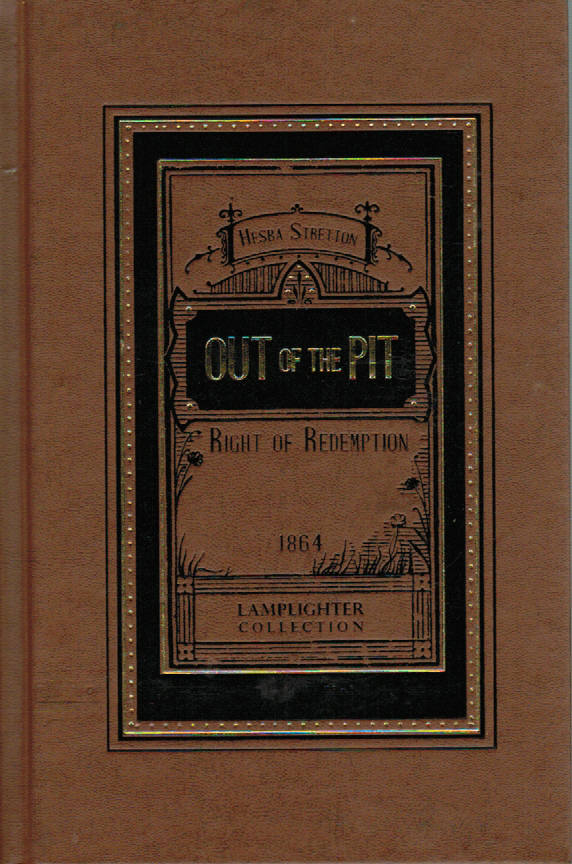 HESBA STRETTON
OUT OF THE PIT
RIGHT OF REDEMPTION
1864
LAMPLIGHTER
COLLECTION